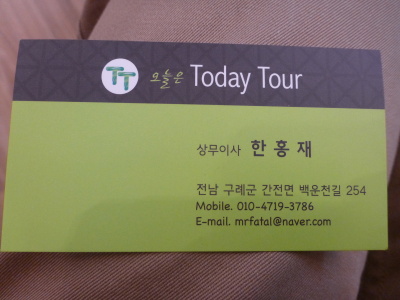 TT 오늘은 Today Tour
상무이사 한 홍 재
전남 구례군 간전면 백운천길 254
Mobile. 010-4719-3786
E-mail. mrfatal@naver.com